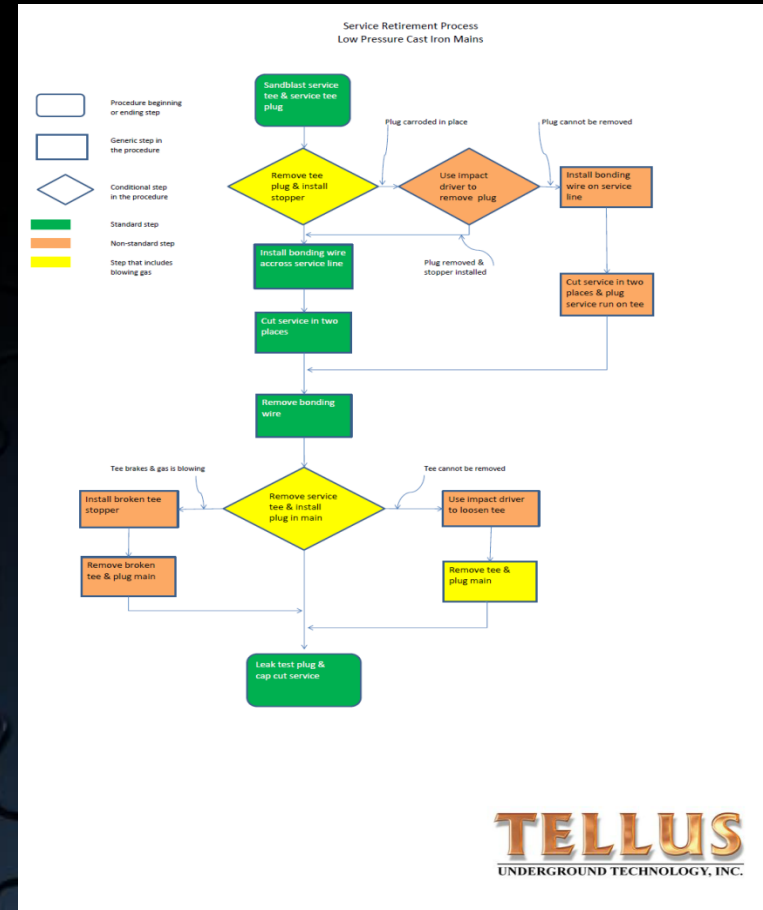 Service Retirement Process
Low Pressure Cast Iron Mains
Procedure beginning
or ending step
Generic step in
the procedure
Conditional step
in the procedure
Standard step
Non-standard step
Step that includes
blowing gas
Sandblast service
tee & service tee
plug
Plug carroded in place
Plug cannot be removed
Remove tee
plug & install
stopper
Use impact
driver to
remove plug
Install bonding
wire on service
line
Install bonding wire
accross service line
Plug removed &
stopper installed
Cut service in two
places & plug
service run on tee
Cut service in two
places
Remove bonding
wire
Tee brakes & gas is blowing
Tee cannot be removed
Install broken tee
stopper
Remove service
tee & install
plug in main
Use impact driver
to loosen tee
Remove broken
tee & plug main
Remove tee &
plug main
Leak test plug &
cap cut service
TELLUS
UNDERGROUND TECHNOLOGY, INC.